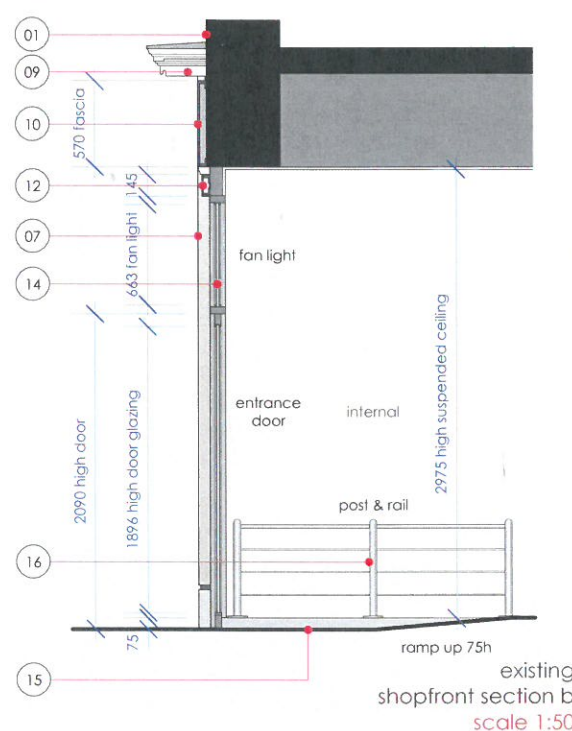 01
09
570 fascia
10
145
12
663 fan light
07
fan light
14
2975 high suspended ceiling
entrance
door
internal
2090 high door
1896 high door glazing
post & rail
16
75
ramp up 75h
15
existing
shopfront section b
scale 1:50